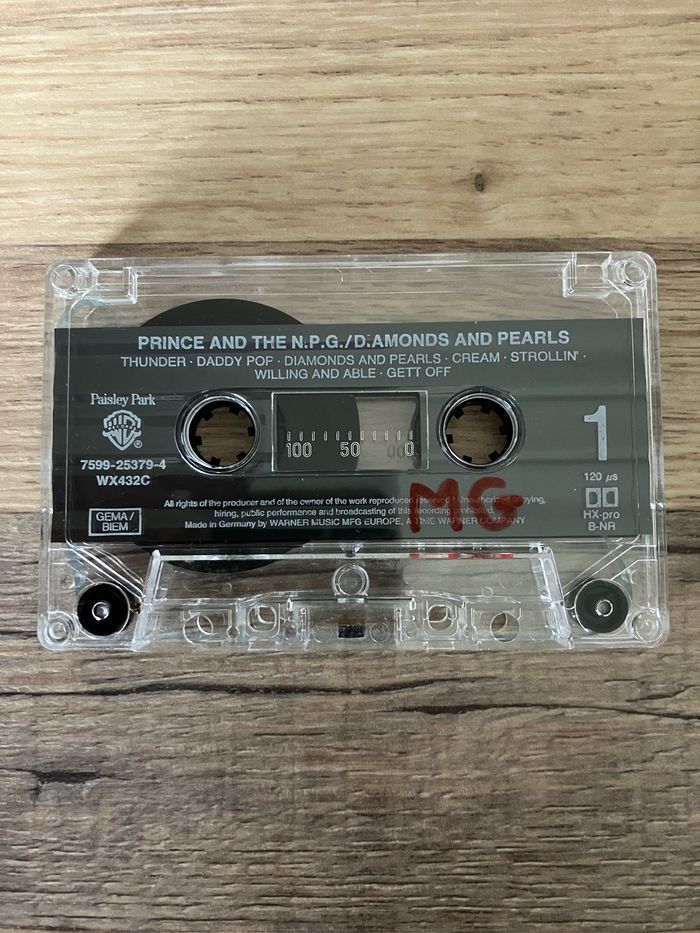 PRINCE AND THE N.P.G./DIAMONDS AND PEARLS
THUNDER · DADDY POP · DIAMONDS AND PEARLS · CREAM · STROLLIN' ·
WILLING AND ABLE · GETT OFF
Paisley Park
7599-25379-4
WX432C
GEMA/
BIEM
100 50 0
1
120 µs
HX-pro
B-NR
All rights of the producer and of the owner of the work reproduced reserved. Unauthorized copying,
hiring, public performance and broadcasting of this recording prohibited.
Made in Germany by WARNER MUSIC MFG EUROPE, A TIME WARNER COMPANY
MG